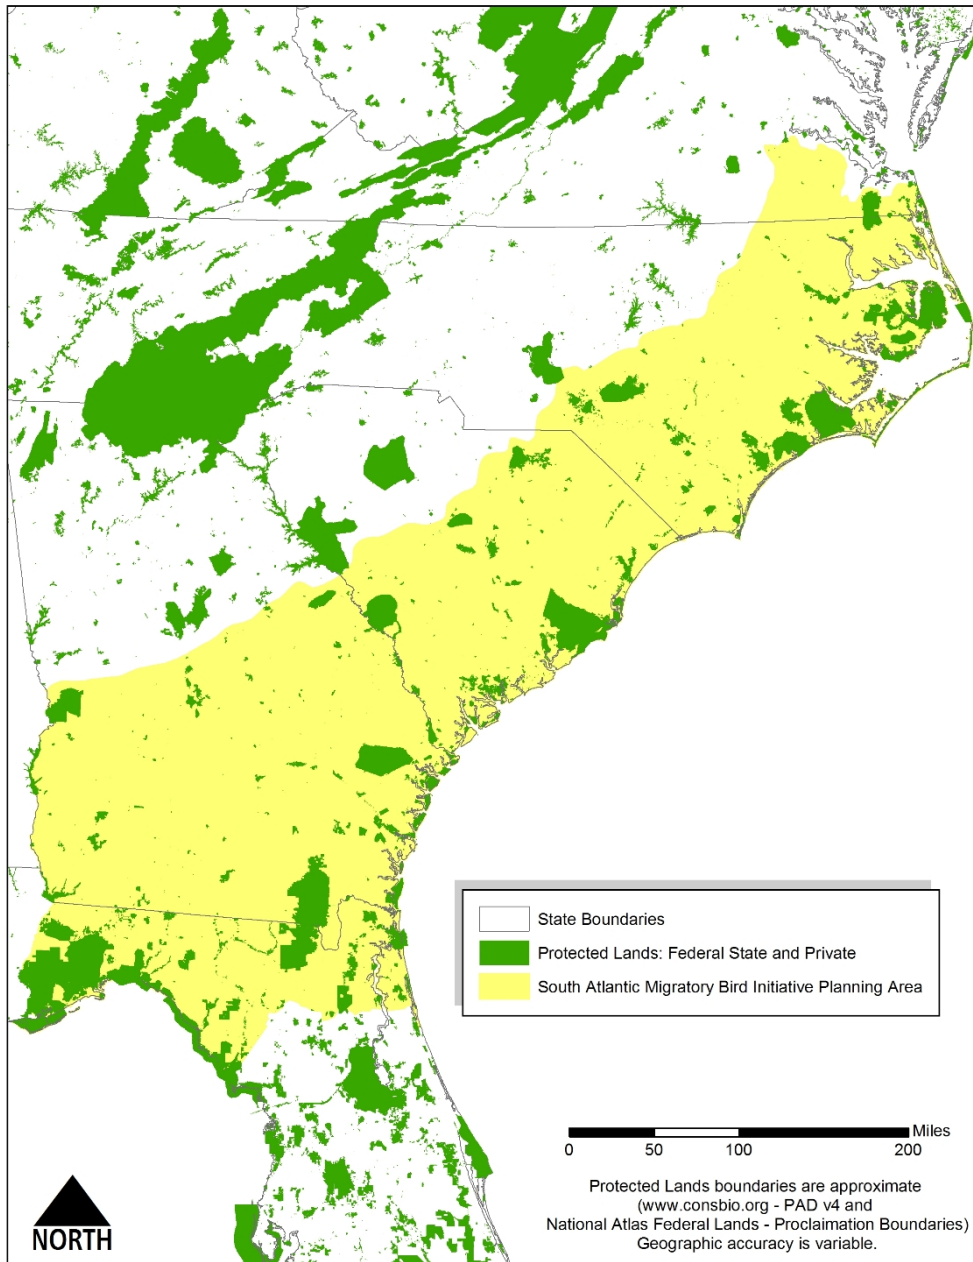 State Boundaries
Protected Lands: Federal State and Private
South Atlantic Migratory Bird Initiative Planning Area
Miles
0 50 100 200
Protected Lands boundaries are approximate
(www.consbio.org - PAD v4 and
National Atlas Federal Lands - Proclaimation Boundaries)
Geographic accuracy is variable.
NORTH